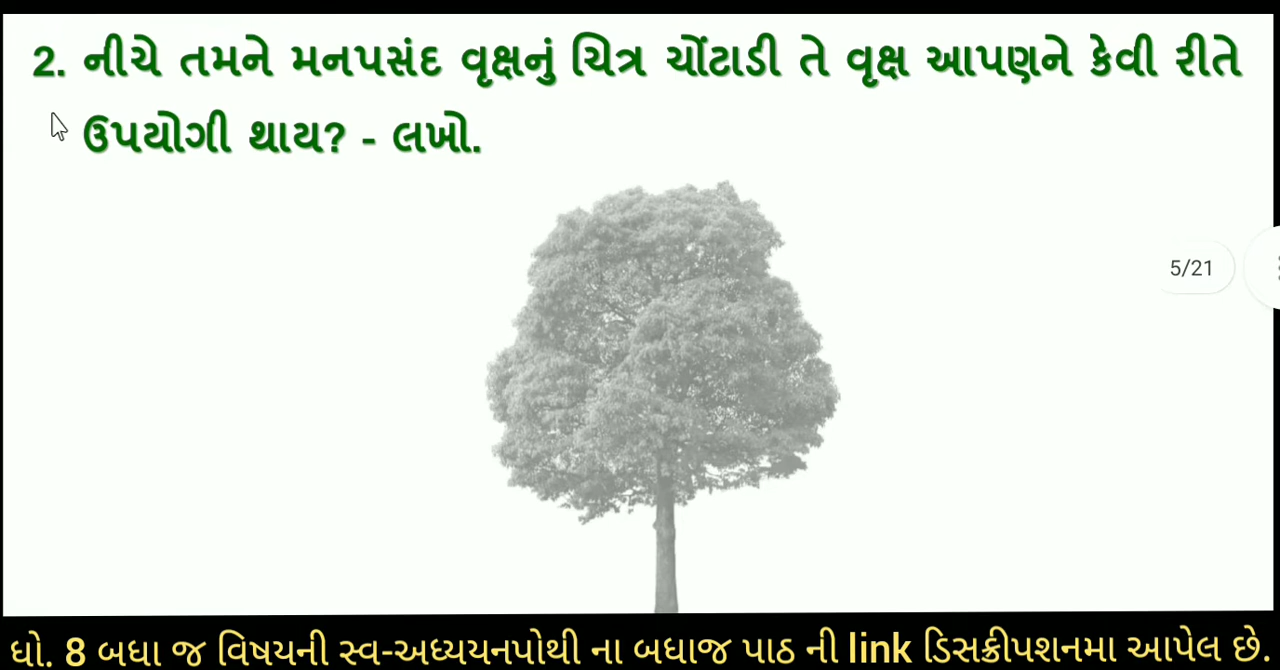 2. નીચે તમને મનપસંદ વૃક્ષનું ચિત્ર ચોંટાડી તે વૃક્ષ આપણને કેવી રીતે
ઉપયોગી થાય? - લખો.
5/21
ધો. 8 બધા જ વિષયની સ્વ-અધ્યયનપોથી ના બધાજ પાઠ ની link ડિસક્રીપશનમા આપેલ છે.